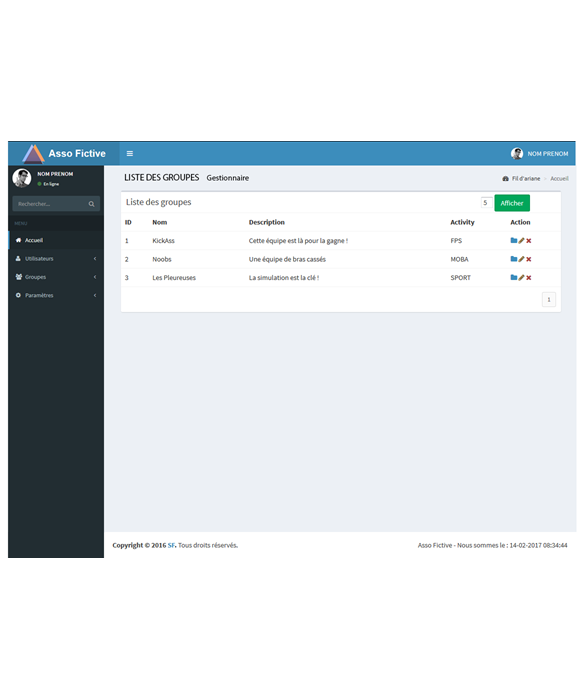 Asso Fictive
NOM PRENOM
NOM PRENOM
En ligne
Rechercher...
MENU
Accueil
Utilisateurs
Groupes
Paramètres
LISTE DES GROUPES Gestionnaire
Fil d'ariane > Accueil
Liste des groupes
5 Afficher
ID Nom Description Activity Action
1 KickAss Cette équipe est là pour la gagne ! FPS
2 Noobs Une équipe de bras cassés MOBA
3 Les Pleureuses La simulation est la clé ! SPORT
1
Copyright © 2016 SF. Tous droits réservés.
Asso Fictive - Nous sommes le : 14-02-2017 08:34:44